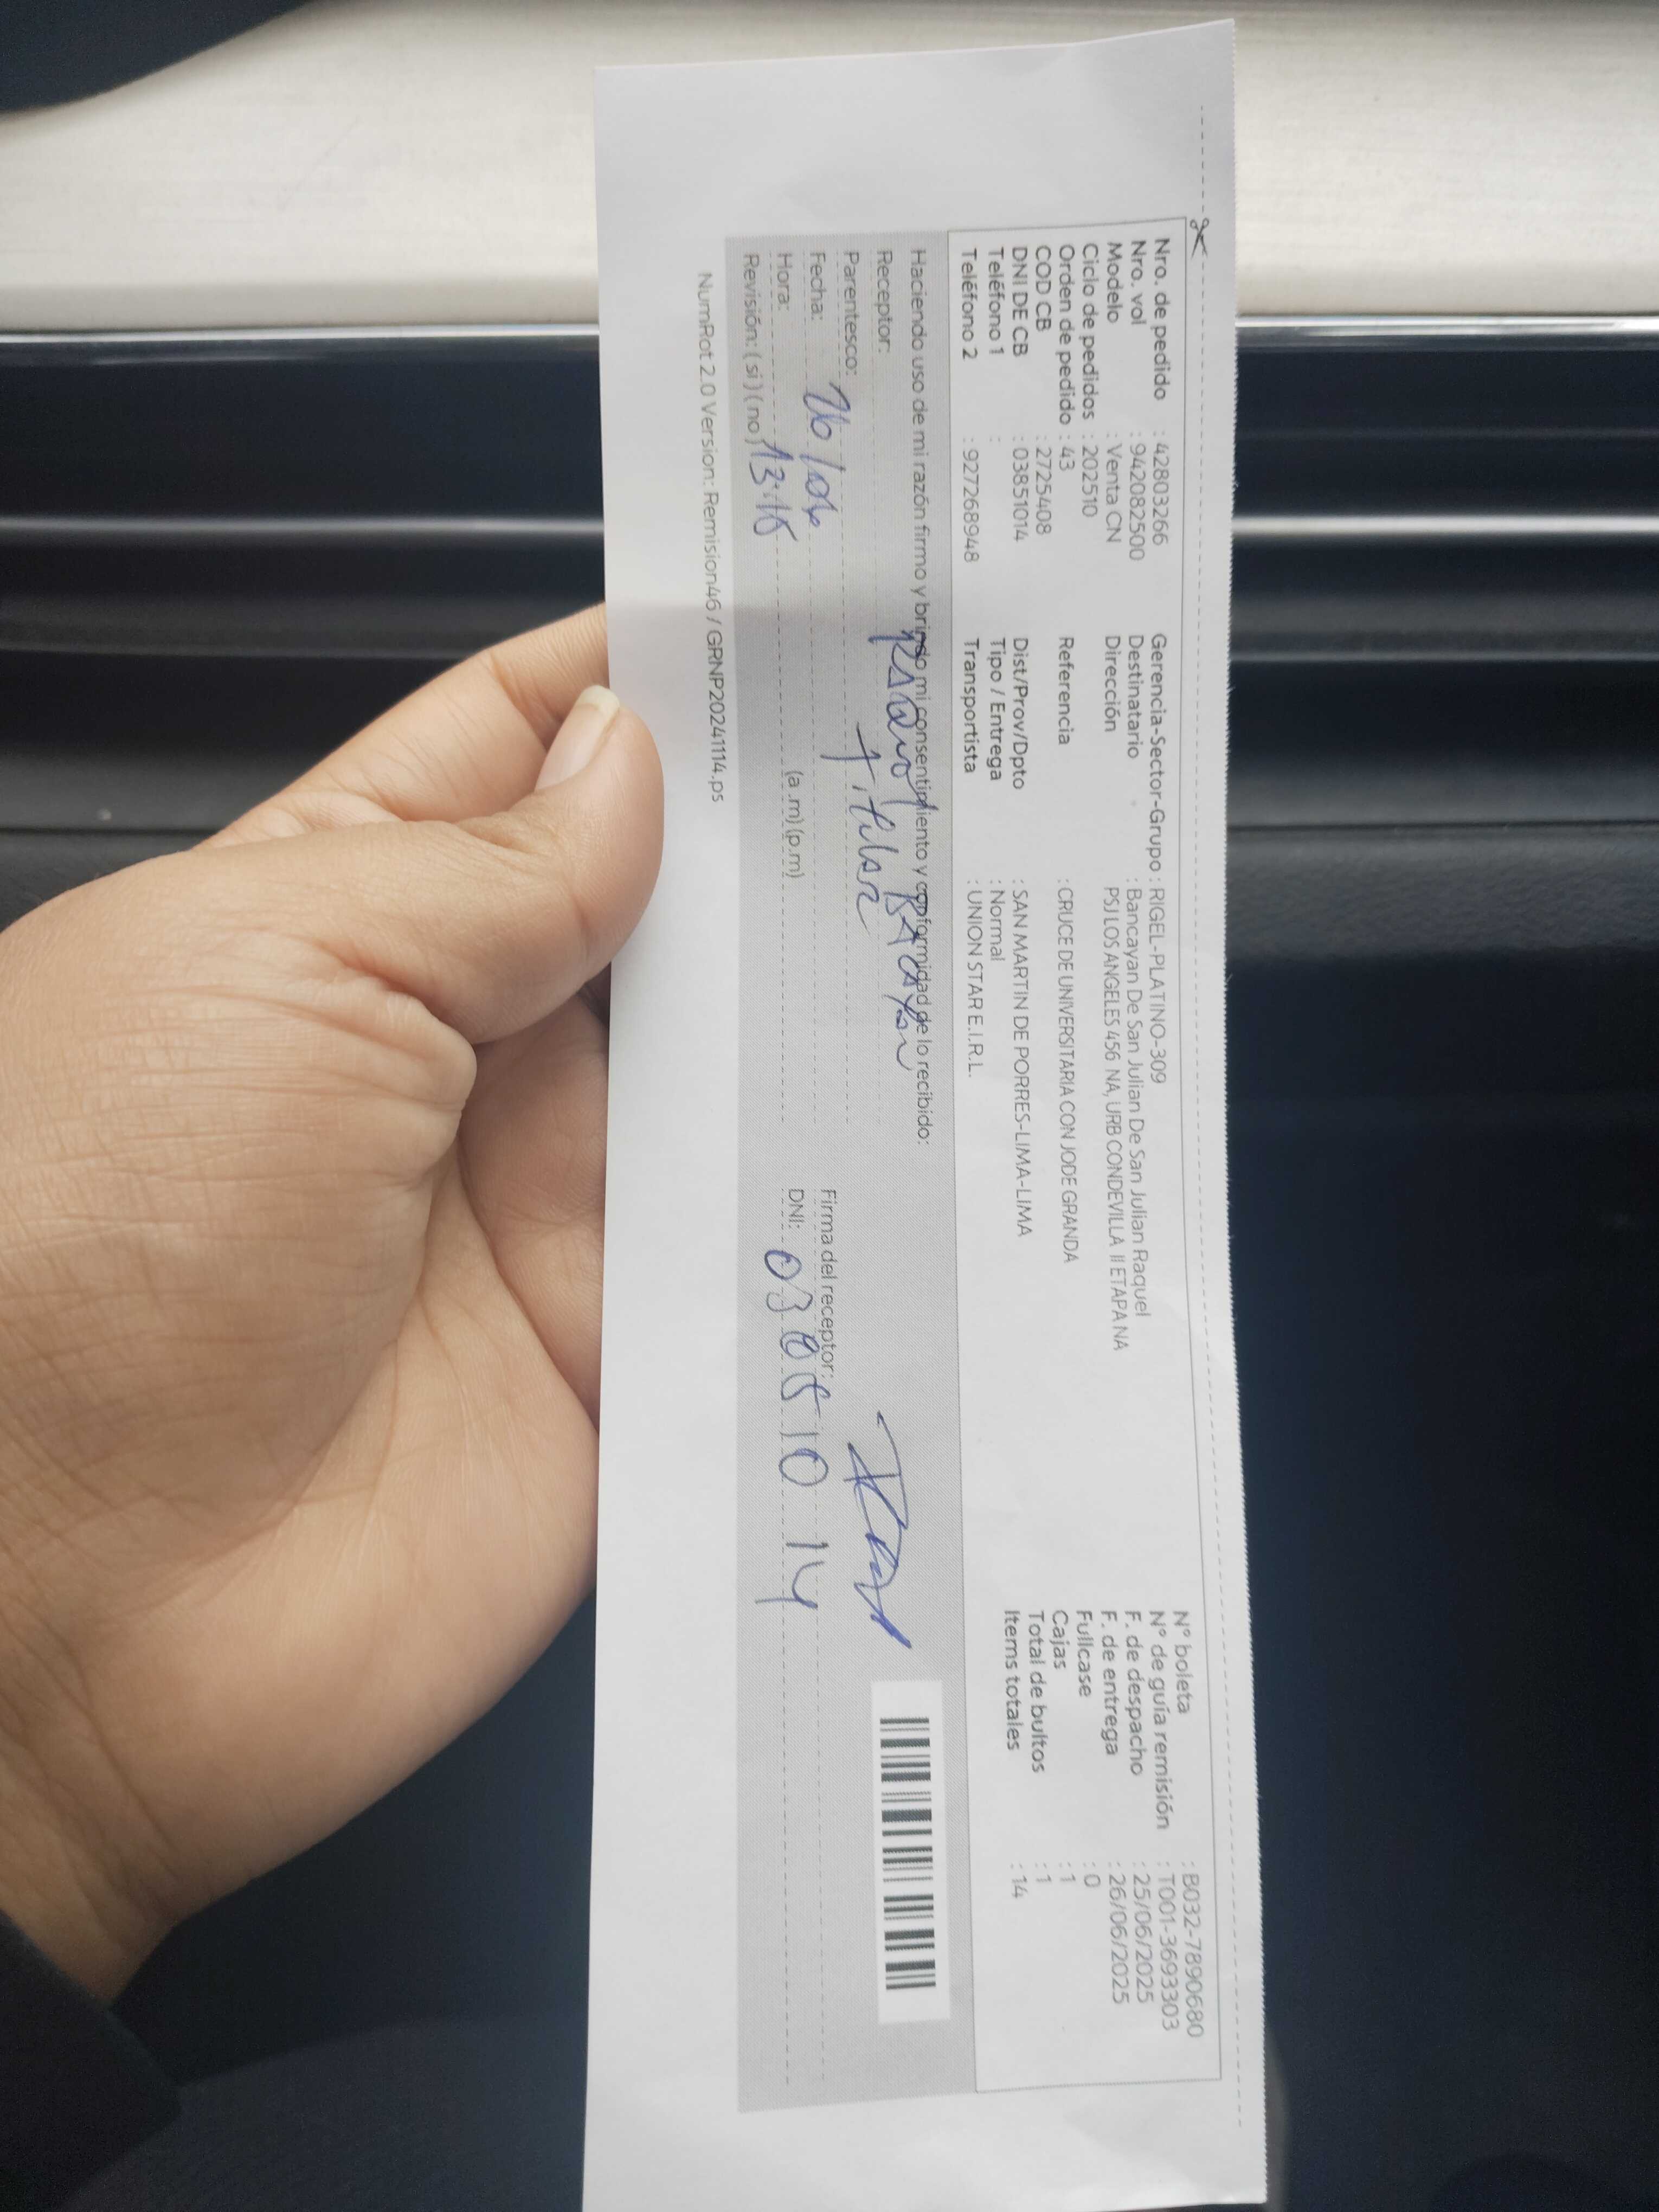 Nro. de pedido : 42803266
Nro. vol : 942082500
Modelo : Venta CN
Ciclo de pedidos : 202510
Orden de pedido : 43
COD CB : 2725408
DNI DE CB : 03851014
Teléfono 1 :
Teléfono 2 : 927268948
Gerencia-Sector-Grupo : RIGEL-PLATINO-309
Destinatario : Bancayan De San Julian De San Julian Raquel
Dirección PSJ LOS ANGELES 456 NA, URB CONDEVILLA II ETAPA NA
Referencia : CRUCE DE UNIVERSITARIA CON JODE GRANDA
Dist/Prov/Dpto : SAN MARTIN DE PORRES-LIMA-LIMA
Tipo / Entrega : Normal
Transportista : UNION STAR E.I.R.L.
N° boleta : B032-7890680
N° de guía remisión : T001-3693303
F. de despacho : 25/06/2025
F. de entrega : 26/06/2025
Fullcase : 0
Cajas : 1
Total de bultos : 1
Items totales : 14
Haciendo uso de mi razón firmo y brindo mi consentimiento y conformidad de lo recibido:
Receptor:
Parentesco: titular
Fecha: 26/06
Hora: 13:15 (a.m) (p.m)
Revisión: ( si ) ( no )
Firma del receptor:
DNI: 03851014
NumRot 2.0 Version: Remision46 / GRNP20241114.ps